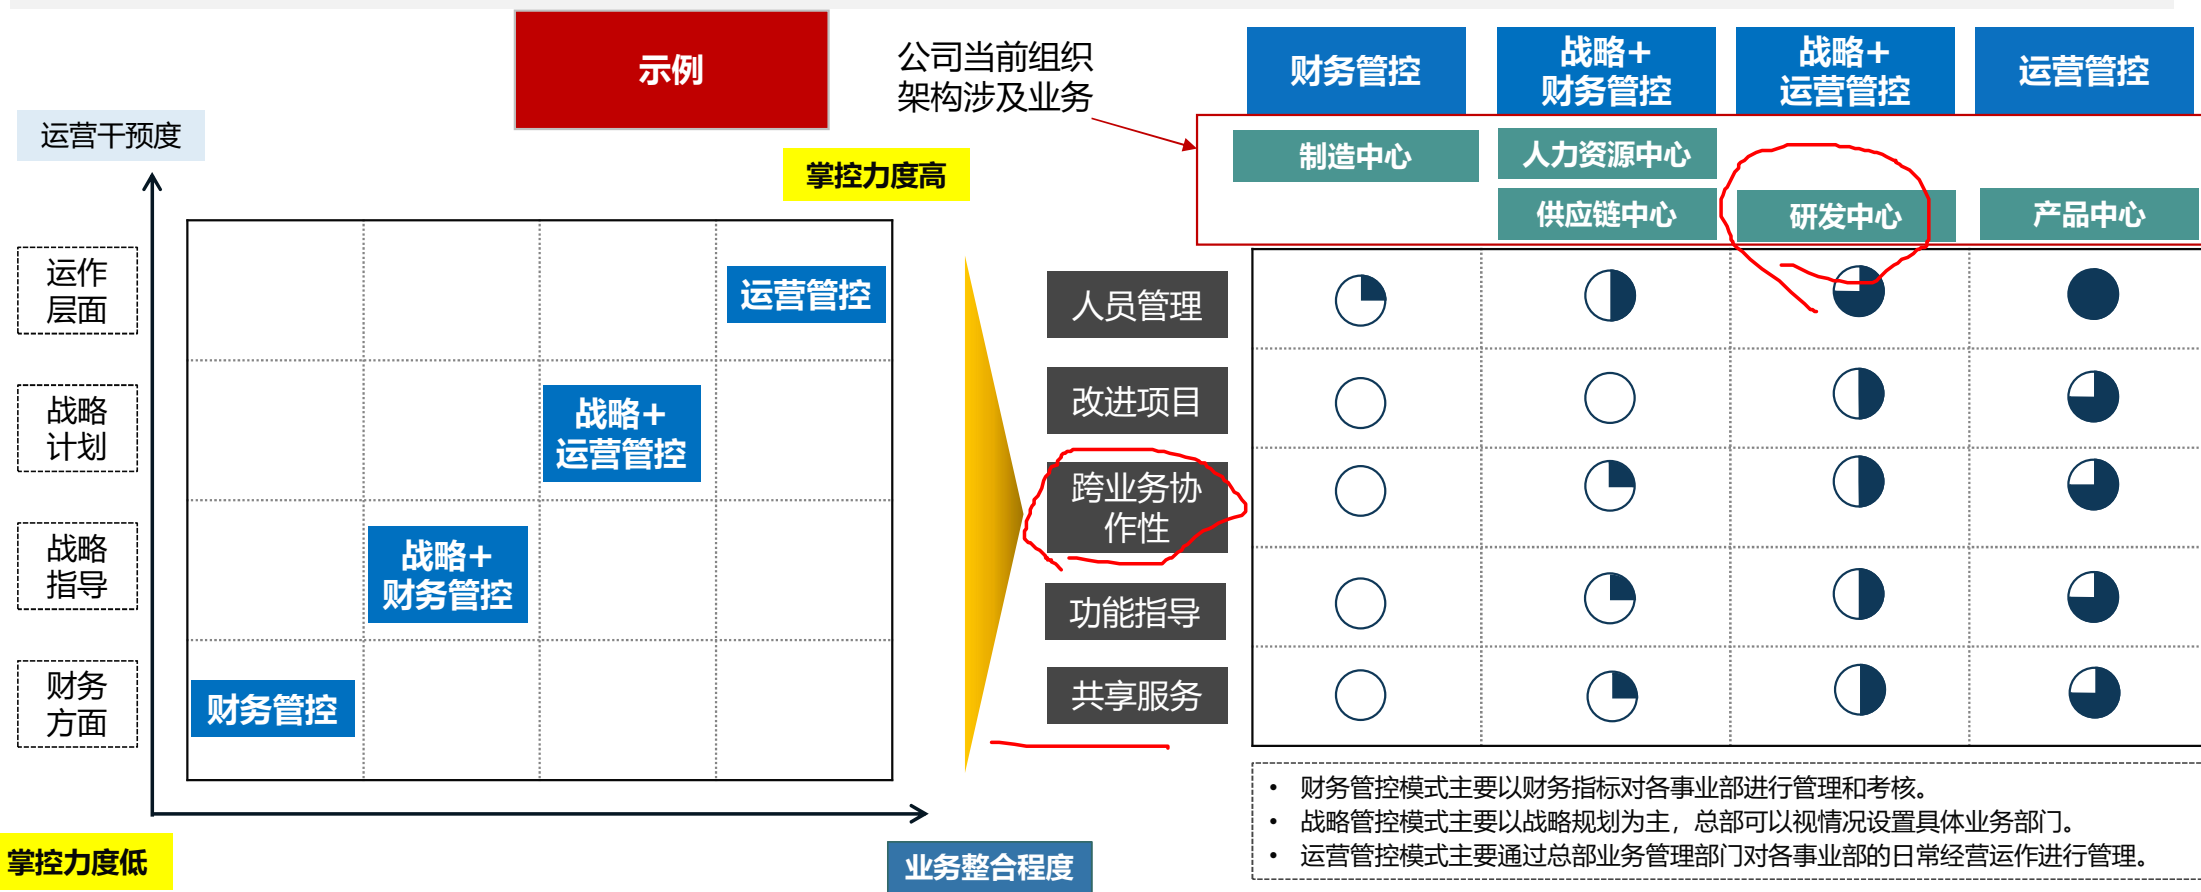 示例
公司当前组织
架构涉及业务
财务管控
战略+
财务管控
战略+
运营管控
运营管控
运营干预度
掌控力度高
制造中心
人力资源中心
供应链中心
研发中心
产品中心
运作
层面
战略
计划
战略
指导
财务
方面
运营管控
战略+
运营管控
战略+
财务管控
财务管控
人员管理
改进项目
跨业务协
作性
功能指导
共享服务
掌控力度低
业务整合程度
• 财务管控模式主要以财务指标对各事业部进行管理和考核。
• 战略管控模式主要以战略规划为主，总部可以视情况设置具体业务部门。
• 运营管控模式主要通过总部业务管理部门对各事业部的日常经营运作进行管理。